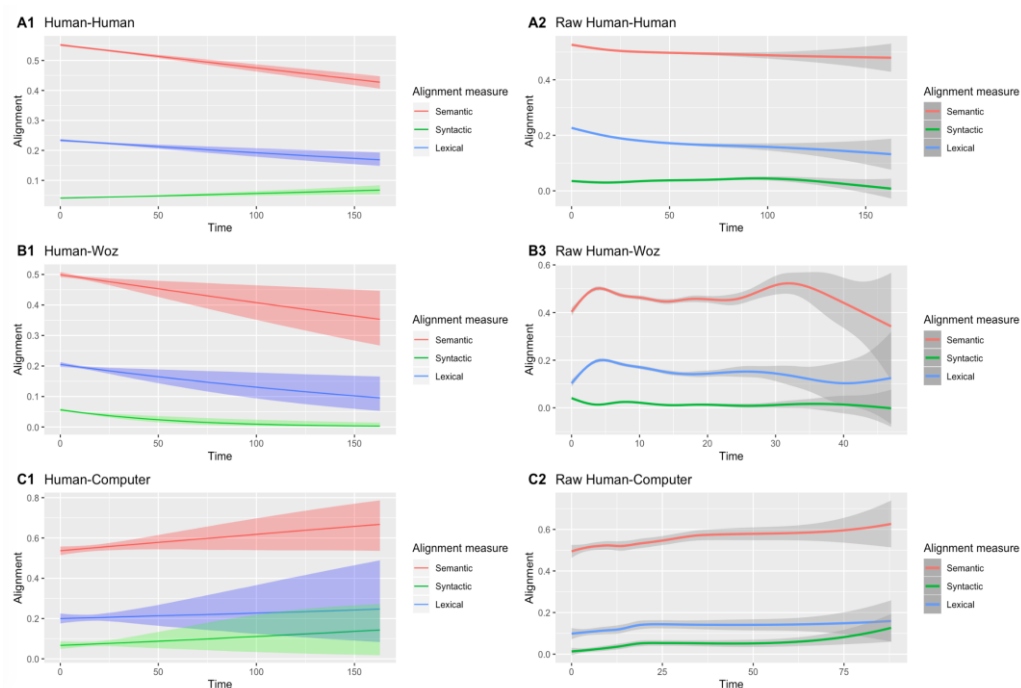 A1 Human-Human
Alignment
0.5
0.4
0.3
0.2
0.1
0 50 100 150
Time
Alignment measure
Semantic
Syntactic
Lexical
A2 Raw Human-Human
Alignment
0.4
0.2
0.0
0 50 100 150
Time
Alignment measure
Semantic
Syntactic
Lexical
B1 Human-Woz
Alignment
0.5
0.4
0.3
0.2
0.1
0.0
0 50 100 150
Time
Alignment measure
Semantic
Syntactic
Lexical
B3 Raw Human-Woz
Alignment
0.6
0.4
0.2
0.0
0 10 20 30 40
Time
Alignment measure
Semantic
Syntactic
Lexical
C1 Human-Computer
Alignment
0.8
0.6
0.4
0.2
0.0
0 50 100 150
Time
Alignment measure
Semantic
Syntactic
Lexical
C2 Raw Human-Computer
Alignment
0.6
0.4
0.2
0.0
0 25 50 75
Time
Alignment measure
Semantic
Syntactic
Lexical